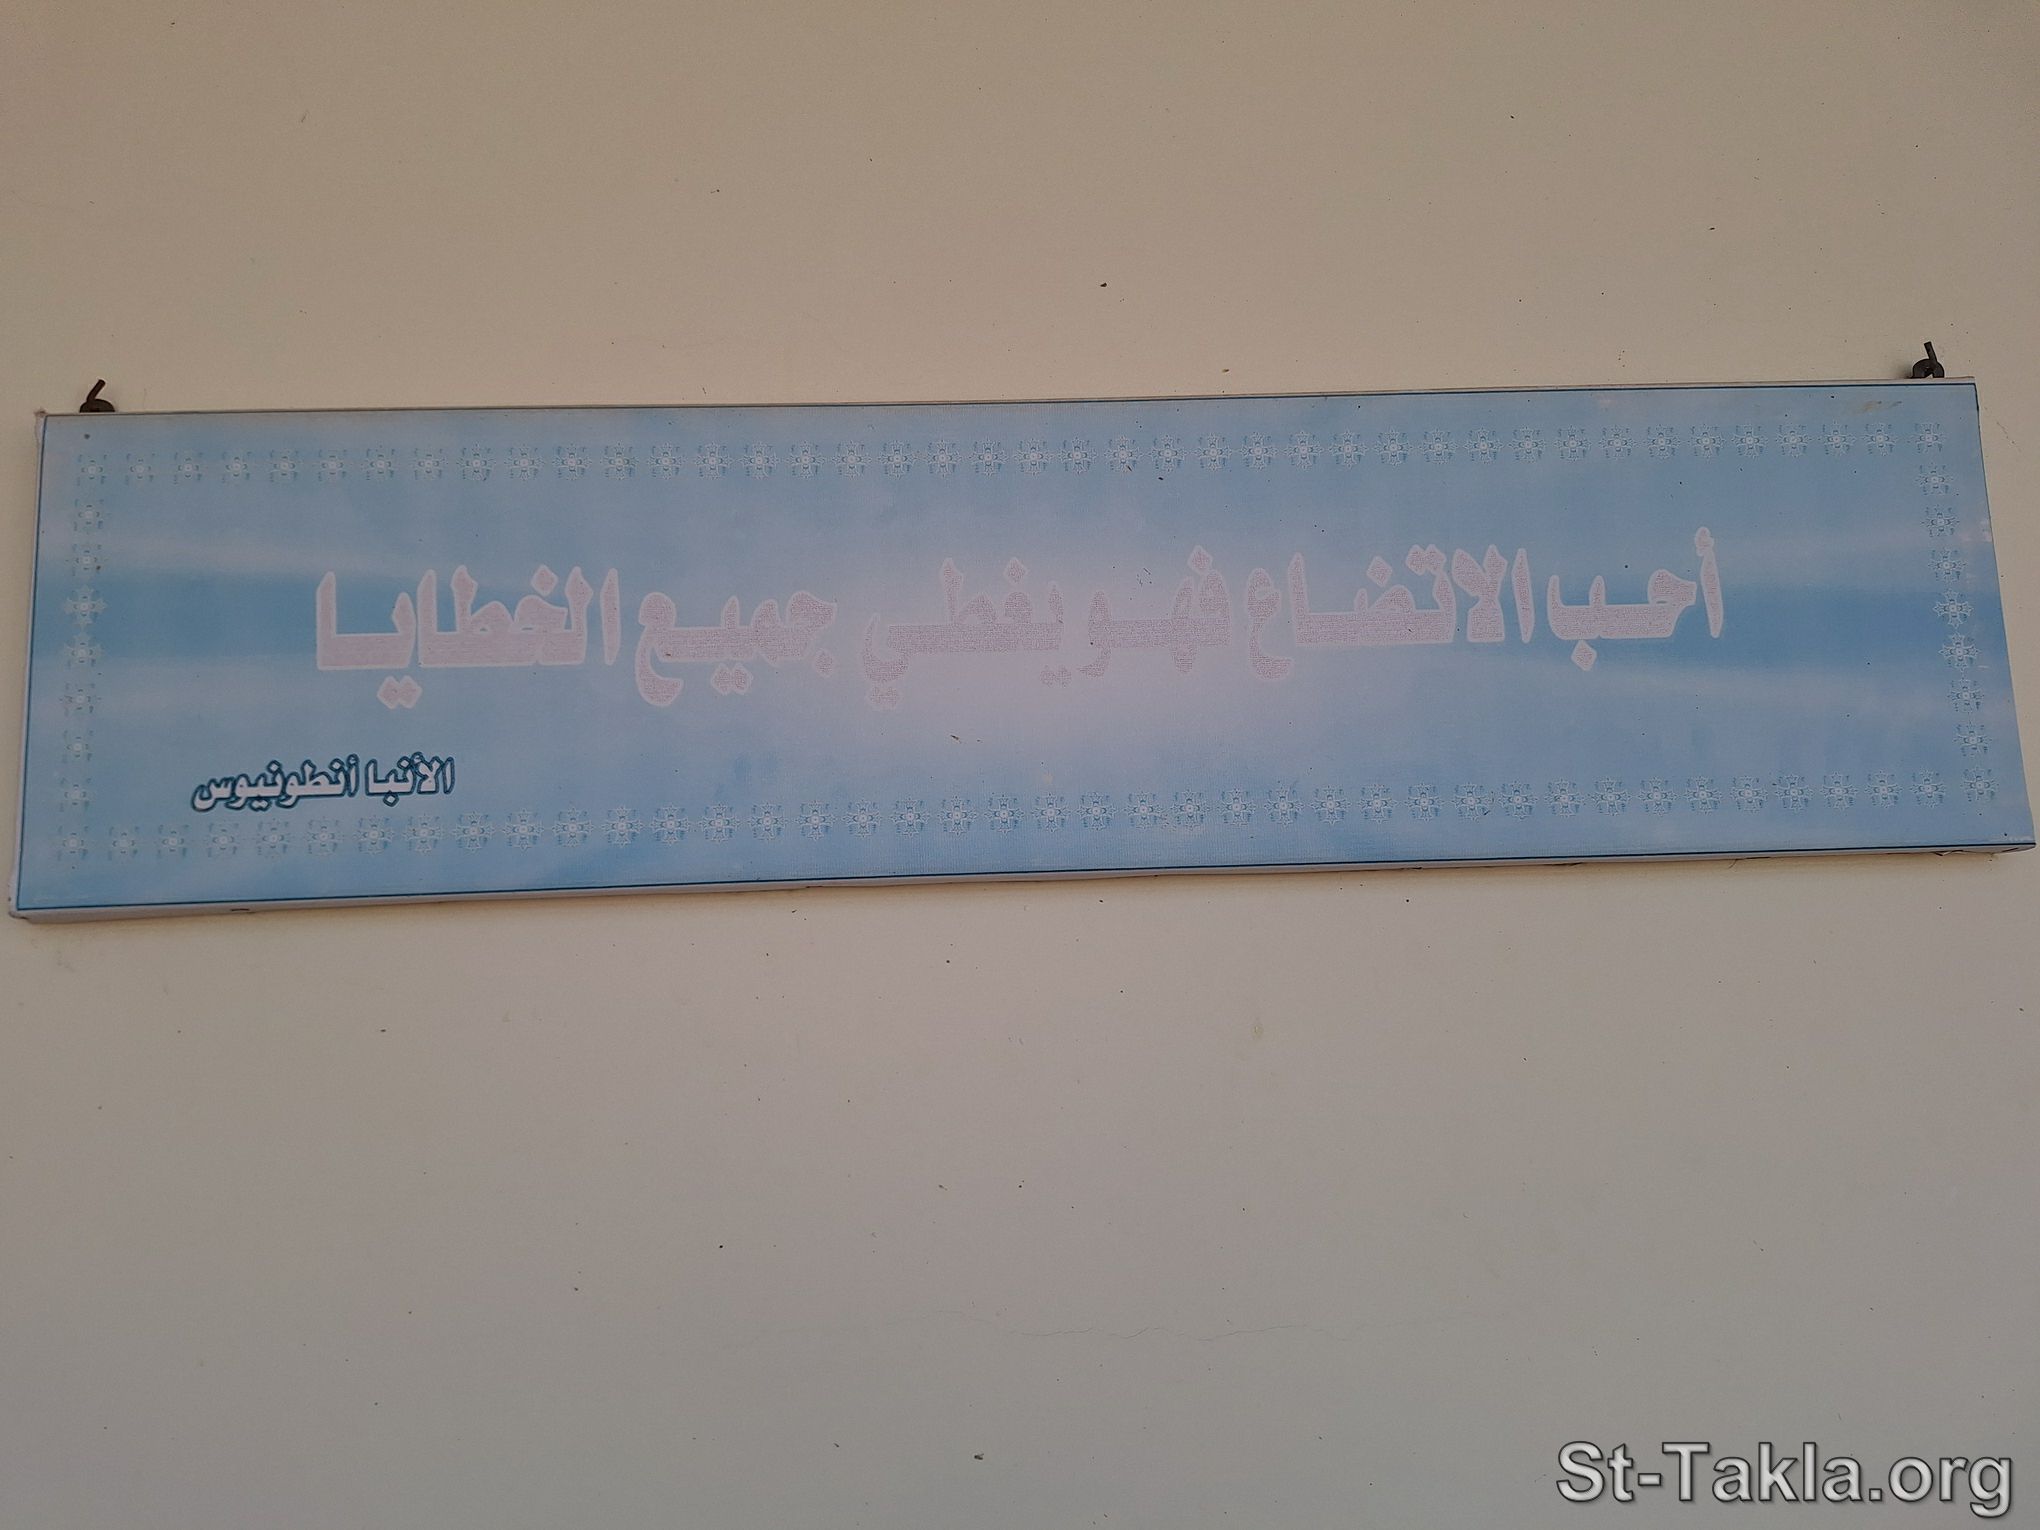 أحب الاتضاع فهو يغطي جميع الخطايا
الأنبا أنطونيوس
St-Takla.org